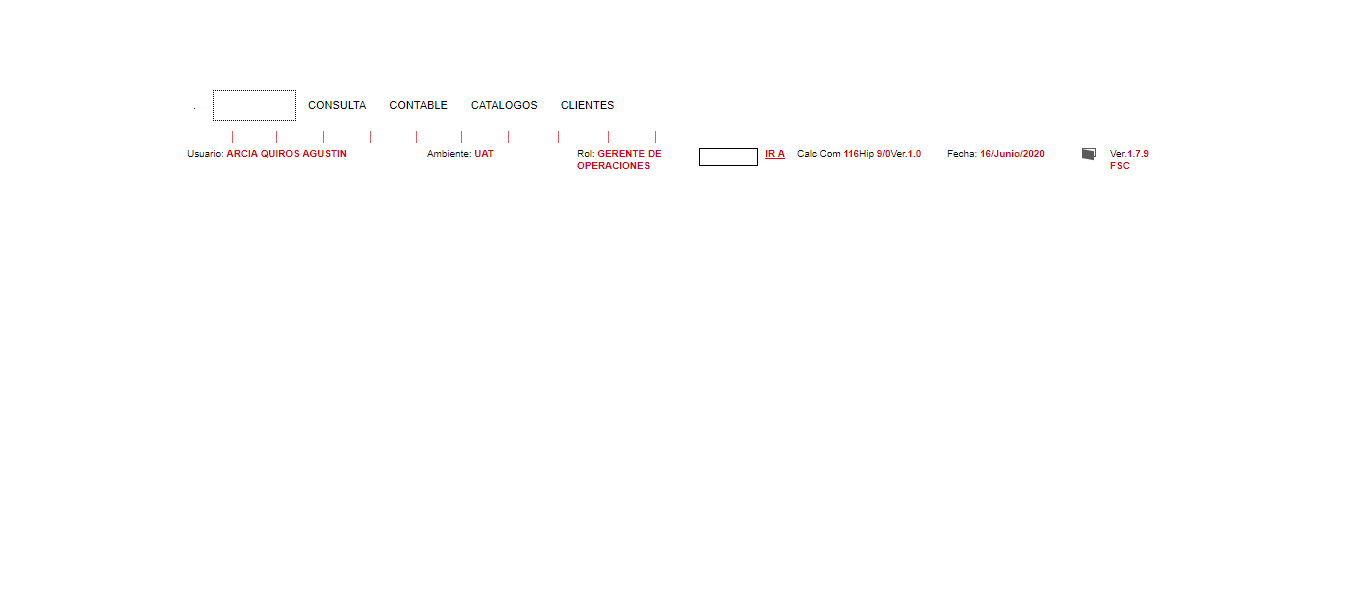 . CONSULTA CONTABLE CATALOGOS CLIENTES
Usuario: ARCIA QUIROS AGUSTIN Ambiente: UAT Rol: GERENTE DE OPERACIONES IR A Calc Com 116Hip 9/0Ver.1.0 Fecha: 16/Junio/2020 Ver.1.7.9 FSC